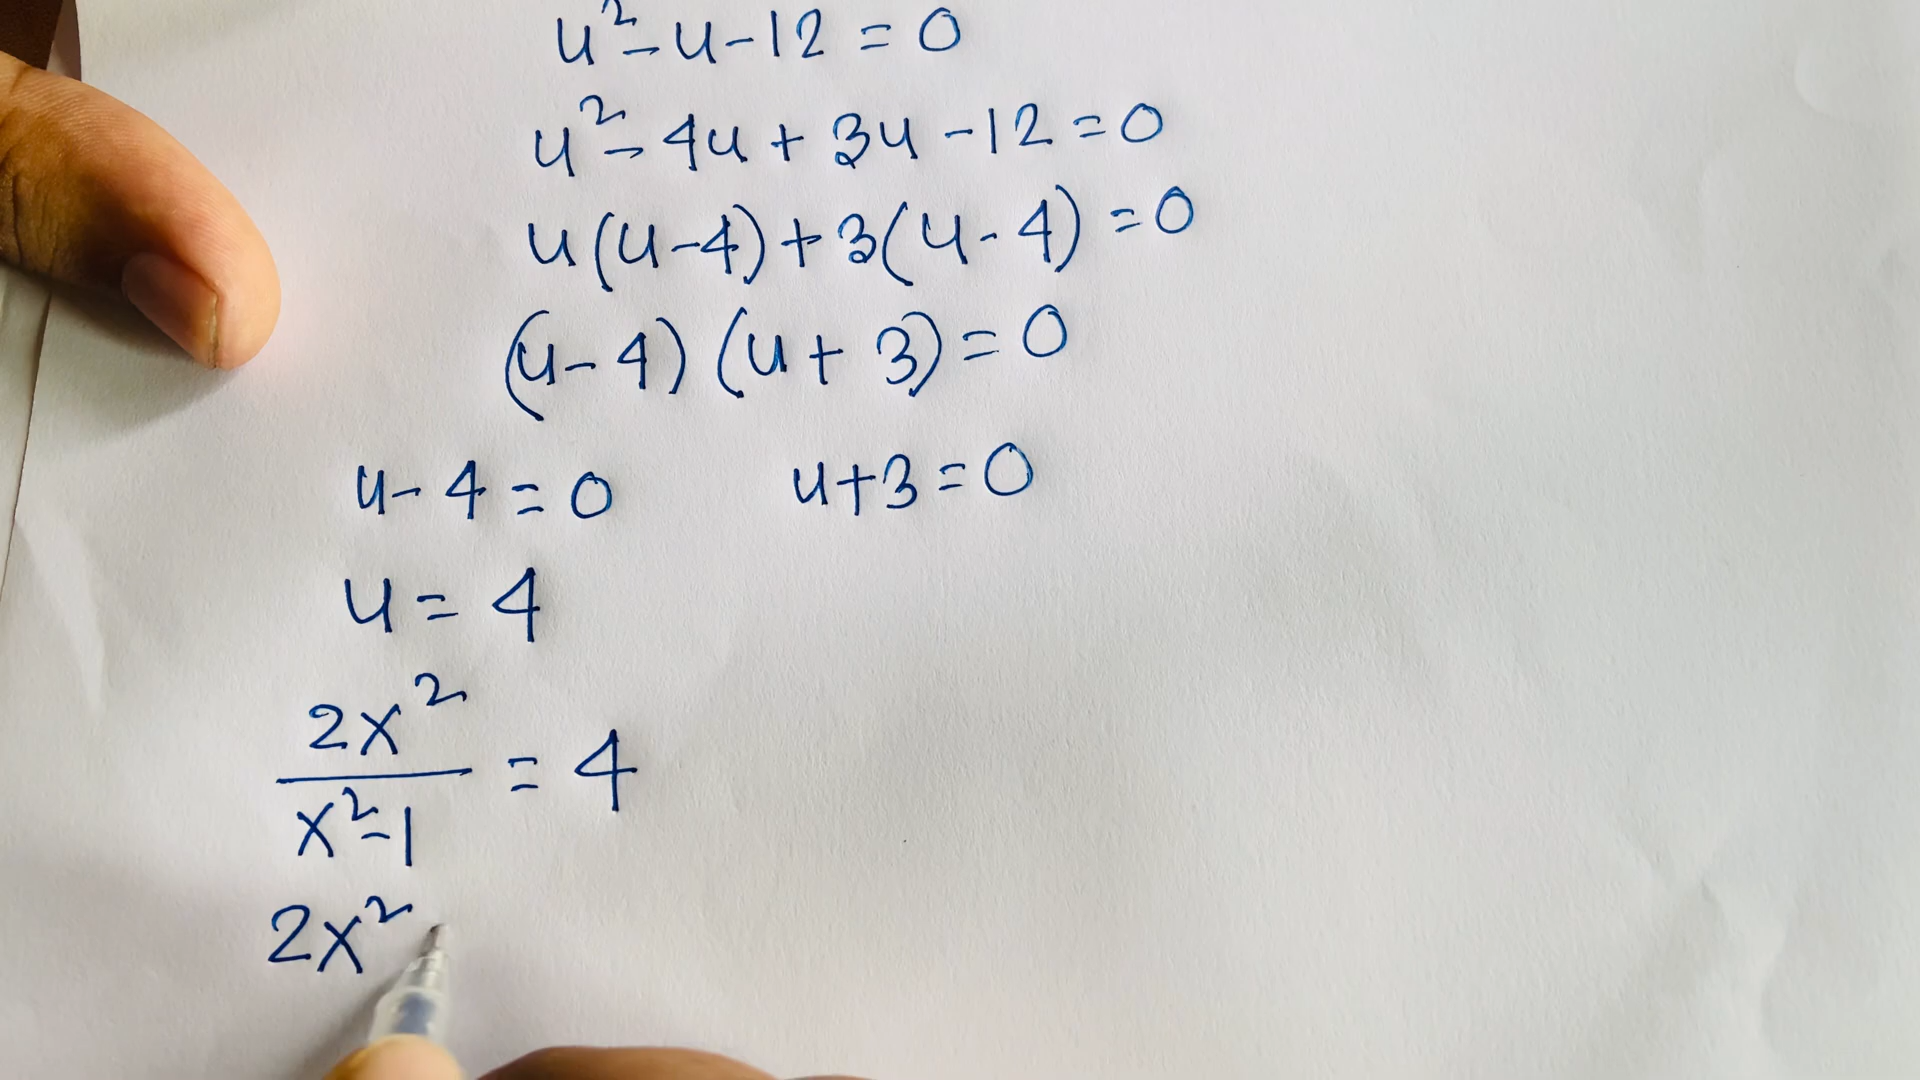 u² - u - 12 = 0
u² - 4u + 3u - 12 = 0
u(u-4) + 3(u-4) = 0
(u-4)(u+3) = 0
u - 4 = 0 u + 3 = 0
u = 4
2x²/x²-1 = 4
2x²